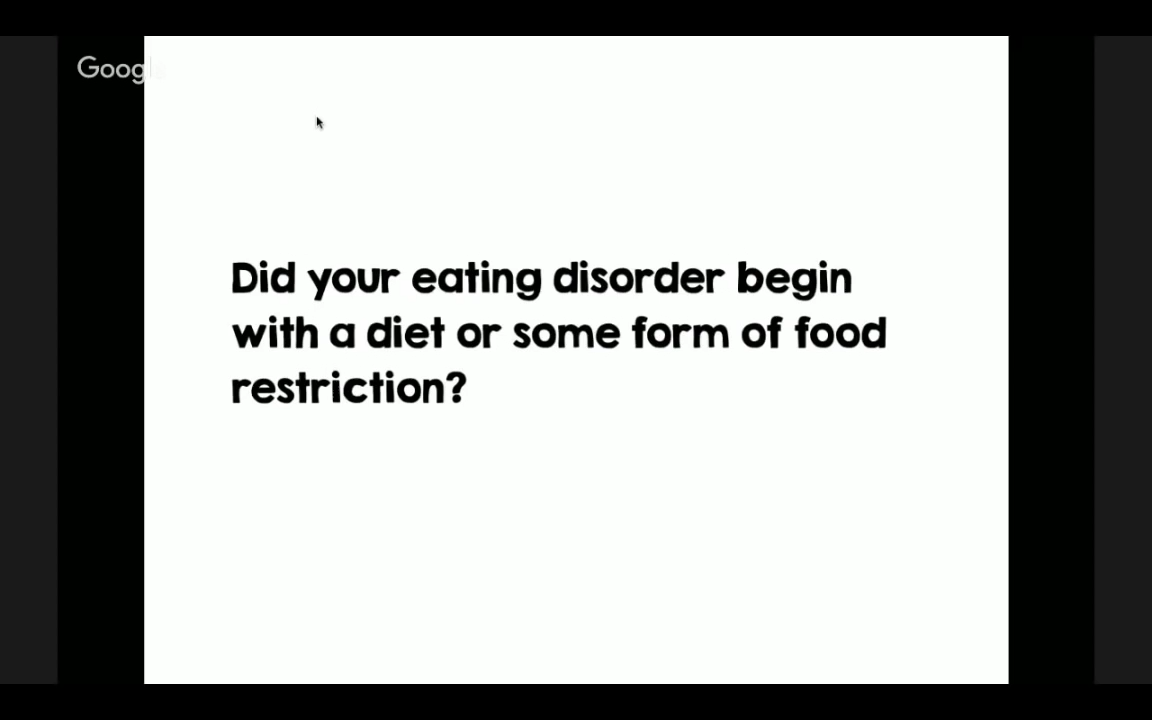 Google
Did your eating disorder begin
with a diet or some form of food
restriction?